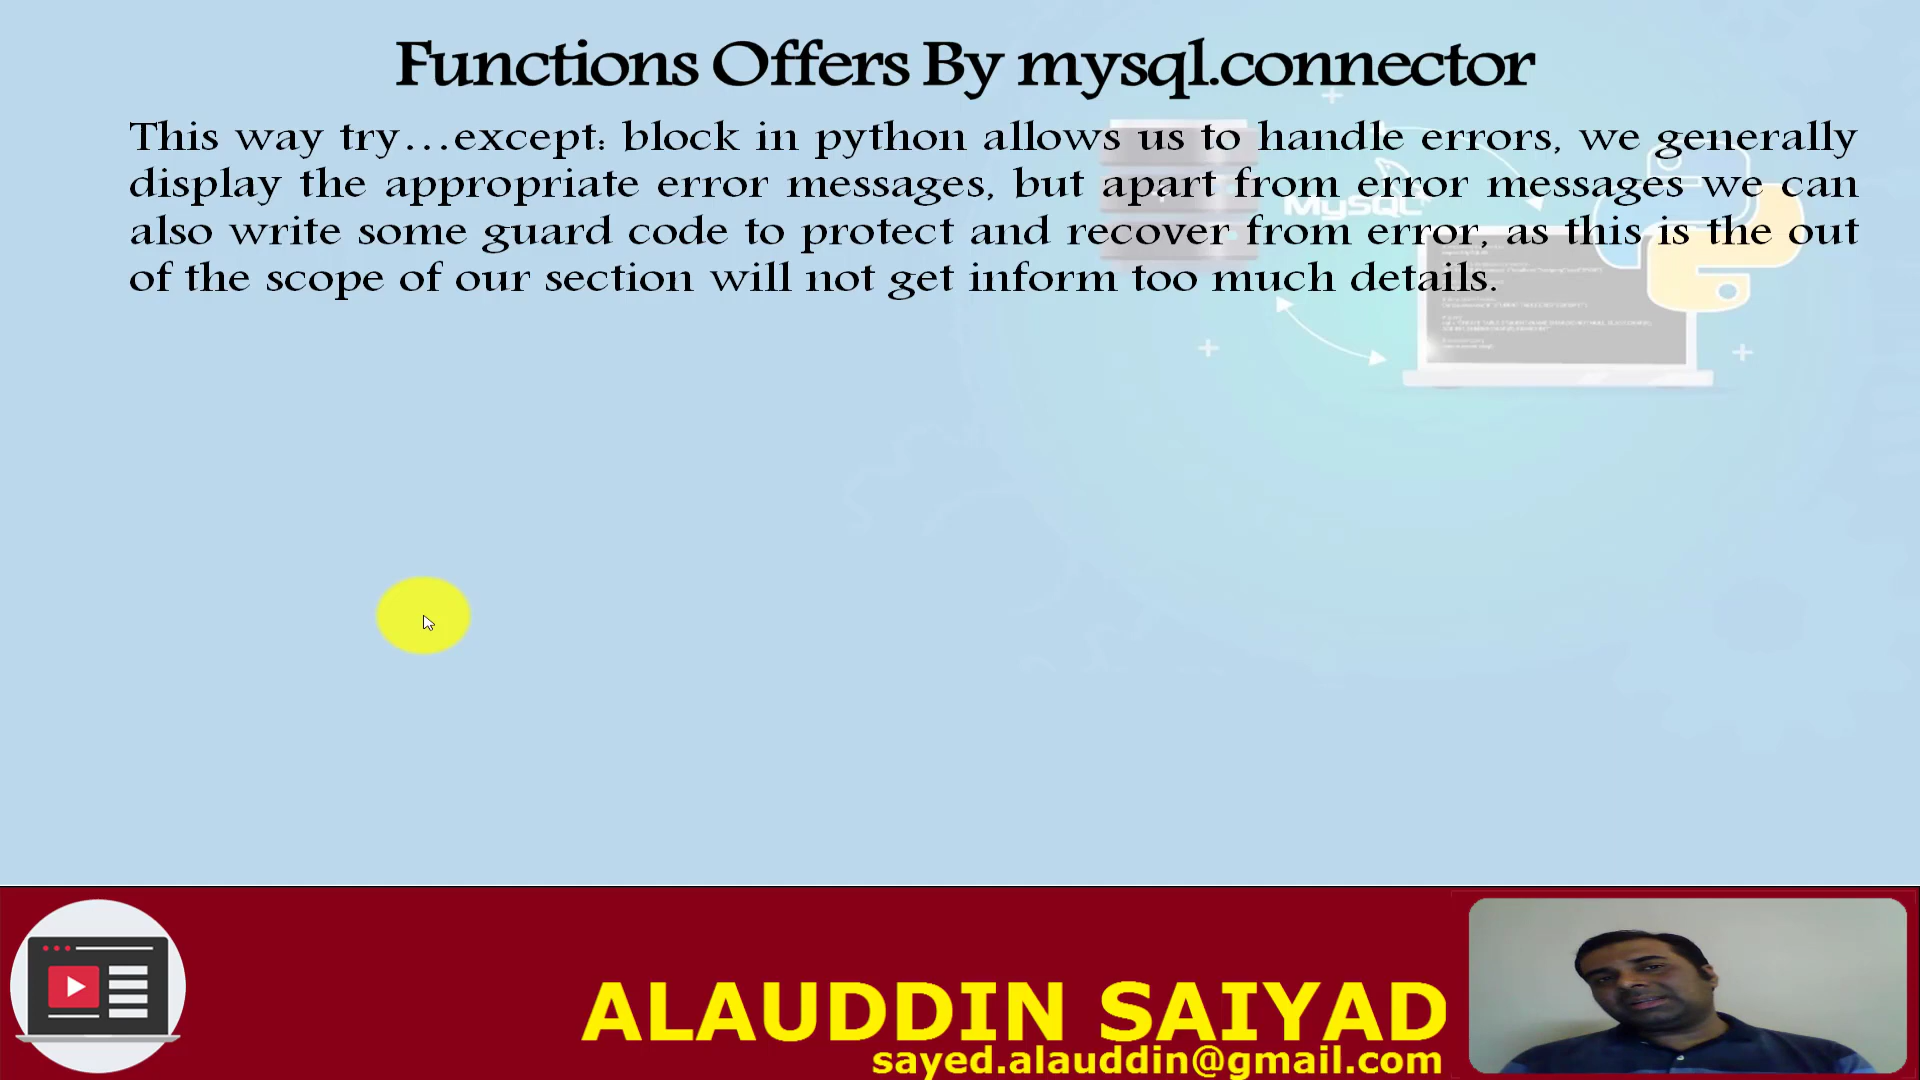 Functions Offers By mysql.connector
This way try...except: block in python allows us to handle errors, we generally
display the appropriate error messages, but apart from error messages we can
also write some guard code to protect and recover from error, as this is the out
of the scope of our section will not get inform too much details.
MySQL
ALAUDDIN SAIYAD
sayed.alauddin@gmail.com